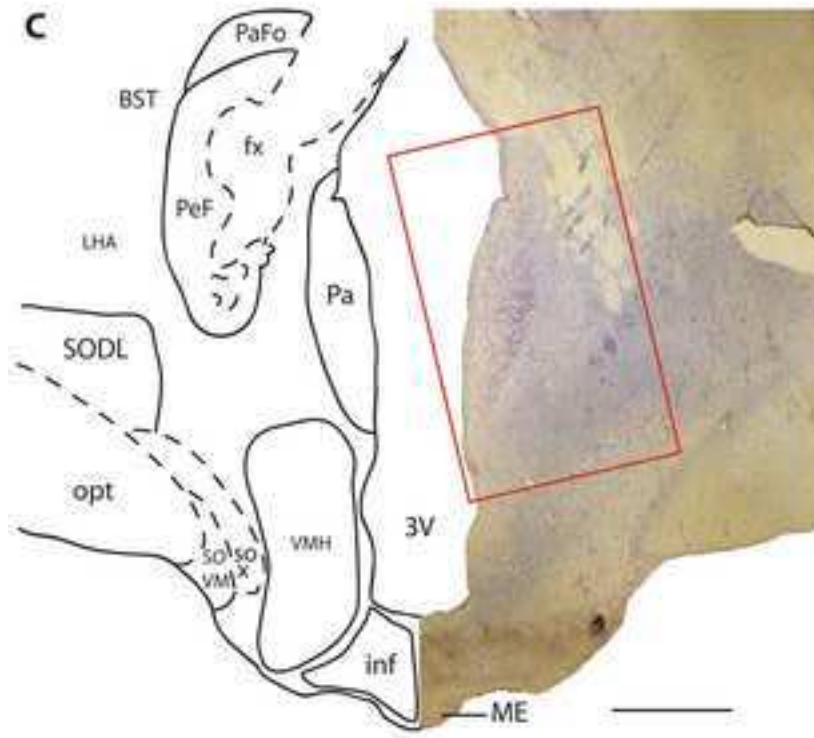 C
PaFo
BST
fx
PeF
LHA
Pa
SODL
opt
3V
VMH
SO SO
VM x
inf
ME